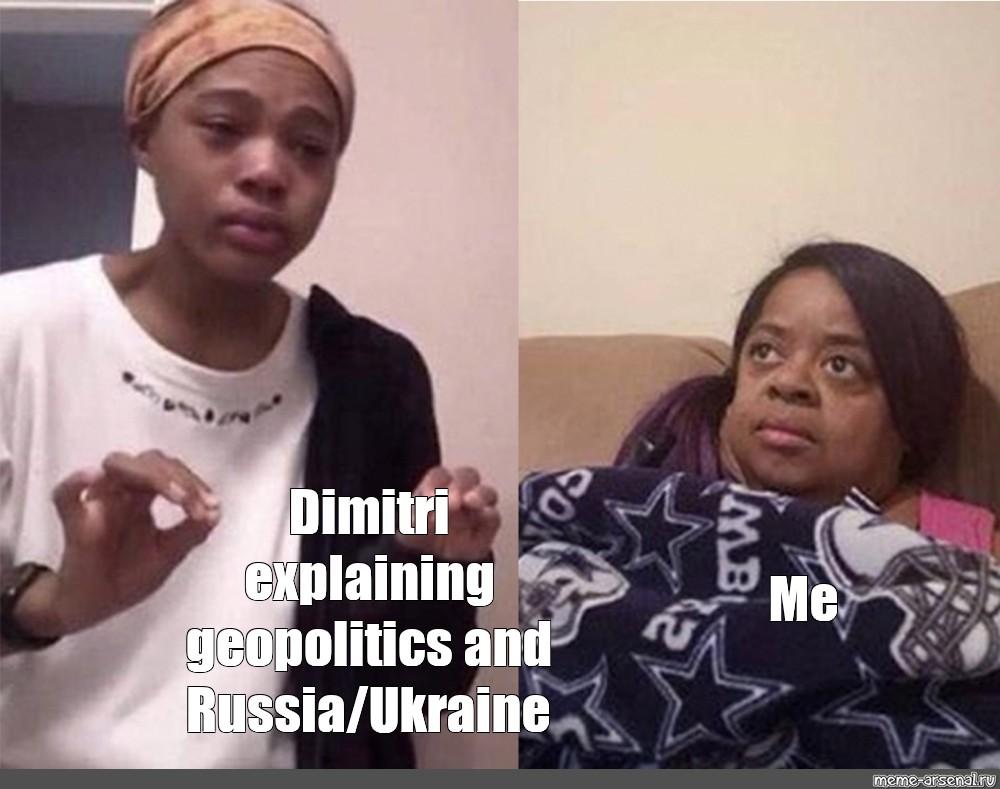 Dimitri
explaining
geopolitics and
Russia/Ukraine
Me
meme-arsenal.ru